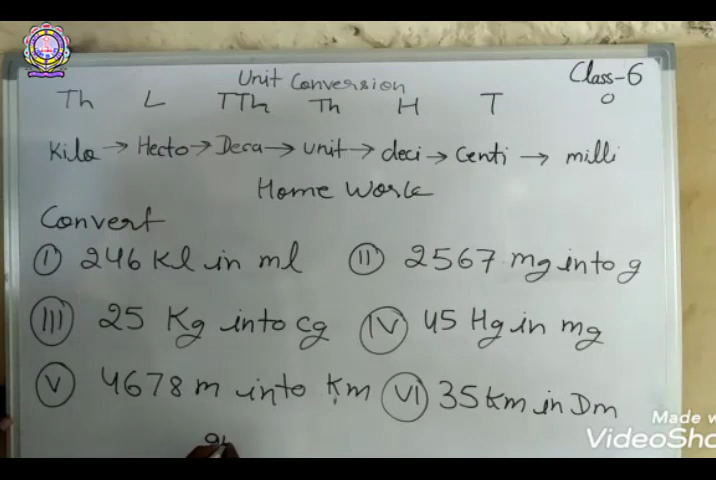 Unit Conversion
Class-6
Th L TTh Th H T O
Kilo → Hecto → Deca → unit → deci → Centi → milli
Home Work
Convert
(I) 246 Kl in ml (II) 2567 mg into g
(III) 25 Kg into cg (IV) 45 Hg in mg
(V) 4678 m into Km (VI) 35 Km in Dm
Made w
VideoSho